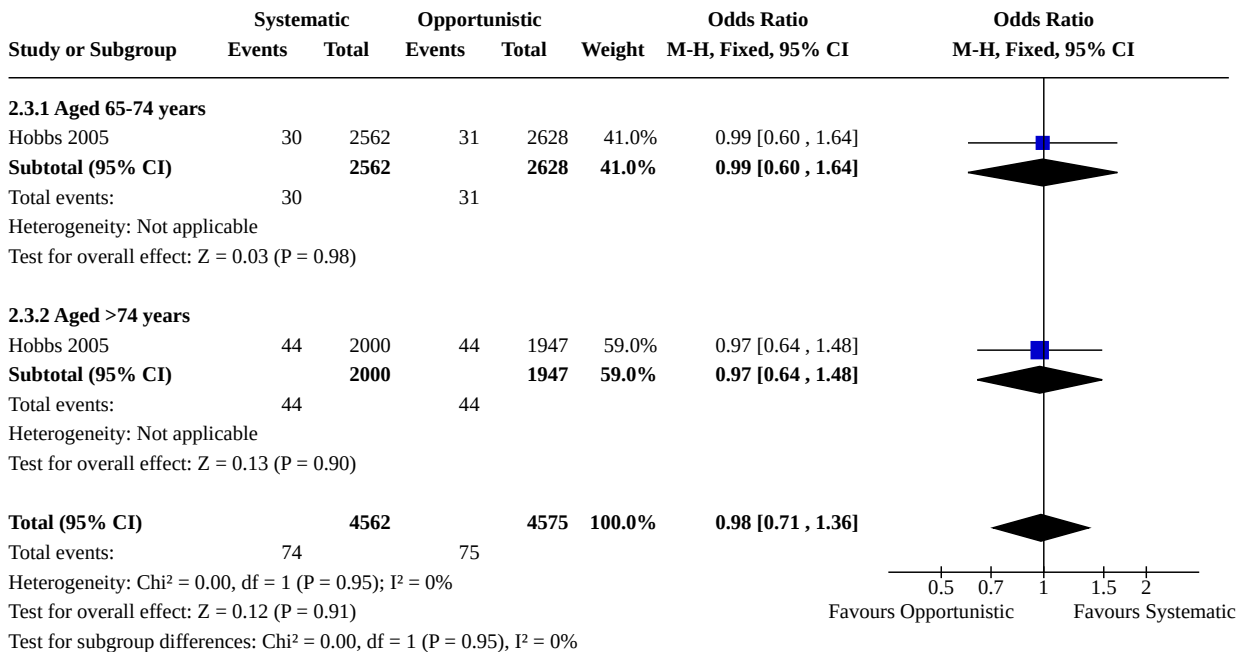 Systematic Opportunistic Odds Ratio Odds Ratio
Study or Subgroup Events Total Events Total Weight M-H, Fixed, 95% CI M-H, Fixed, 95% CI
2.3.1 Aged 65-74 years
Hobbs 2005 30 2562 31 2628 41.0% 0.99 [0.60 , 1.64]
Subtotal (95% CI) 2562 2628 41.0% 0.99 [0.60 , 1.64]
Total events: 30 31
Heterogeneity: Not applicable
Test for overall effect: Z = 0.03 (P = 0.98)
2.3.2 Aged >74 years
Hobbs 2005 44 2000 44 1947 59.0% 0.97 [0.64 , 1.48]
Subtotal (95% CI) 2000 1947 59.0% 0.97 [0.64 , 1.48]
Total events: 44 44
Heterogeneity: Not applicable
Test for overall effect: Z = 0.13 (P = 0.90)
Total (95% CI) 4562 4575 100.0% 0.98 [0.71 , 1.36]
Total events: 74 75
Heterogeneity: Chi² = 0.00, df = 1 (P = 0.95); I² = 0%
0.5 0.7 1 1.5 2
Test for overall effect: Z = 0.12 (P = 0.91)
Favours Opportunistic Favours Systematic
Test for subgroup differences: Chi² = 0.00, df = 1 (P = 0.95), I² = 0%